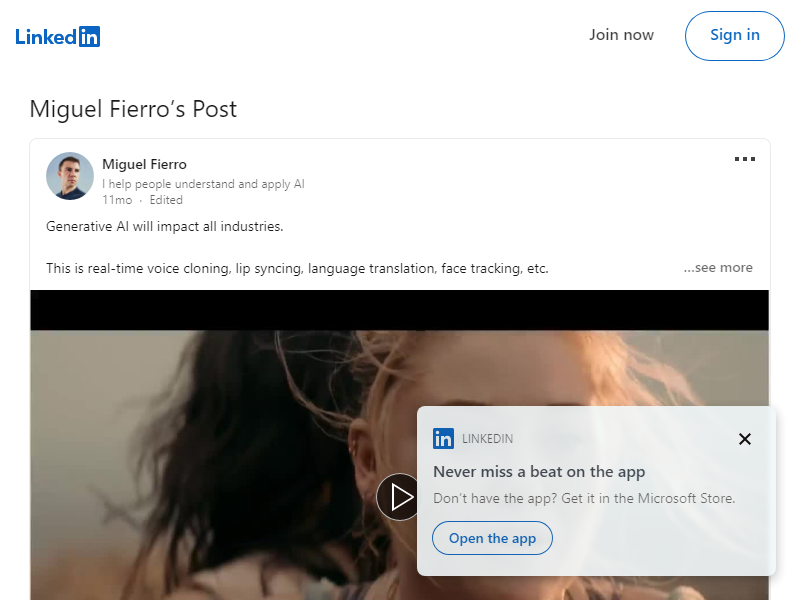 Linked in
Join now
Sign in
Miguel Fierro's Post
Miguel Fierro
I help people understand and apply AI
11mo · Edited
Generative AI will impact all industries.
This is real-time voice cloning, lip syncing, language translation, face tracking, etc.
...see more
in LINKEDIN
Never miss a beat on the app
Don't have the app? Get it in the Microsoft Store.
Open the app